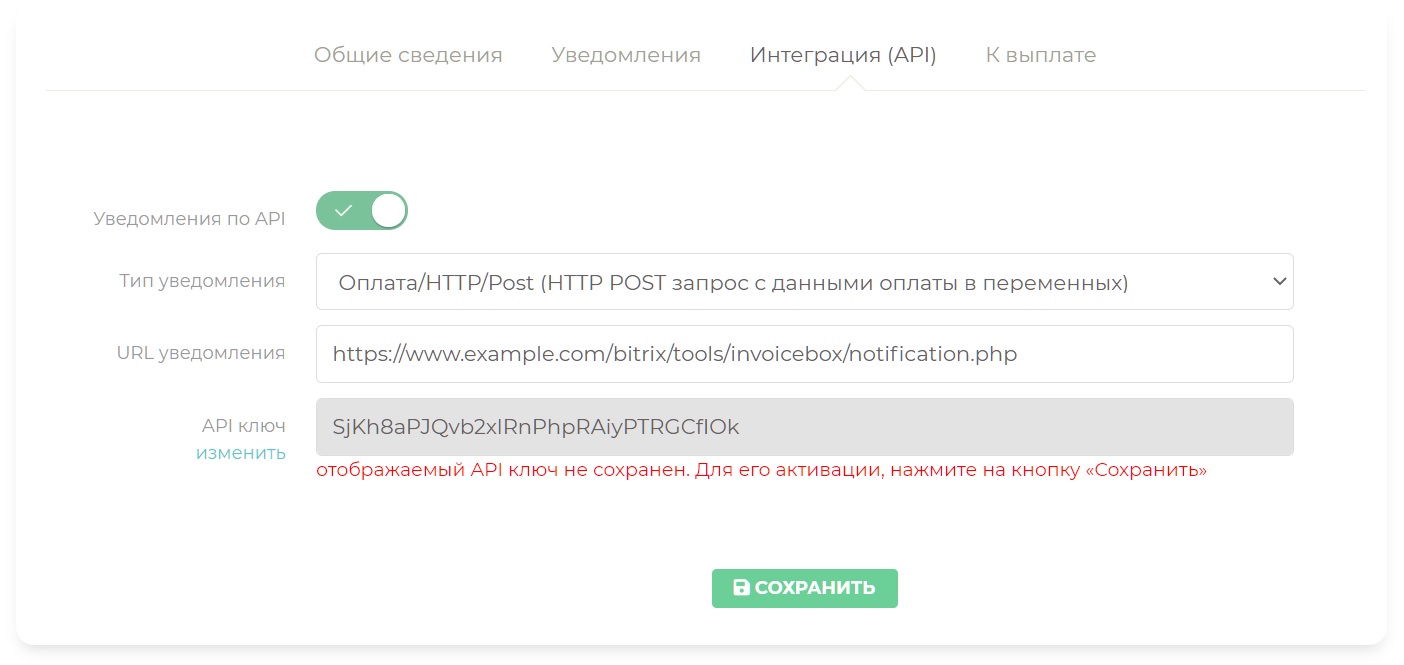 Общие сведения Уведомления Интеграция (API) К выплате
Уведомления по API
Тип уведомления Оплата/HTTP/Post (HTTP POST запрос с данными оплаты в переменных)
URL уведомления https://www.example.com/bitrix/tools/invoicebox/notification.php
API ключ SjKh8aPJQvb2xIRnPhpRAiyPTRGCfIOk
изменить
отображаемый API ключ не сохранен. Для его активации, нажмите на кнопку «Сохранить»
СОХРАНИТЬ